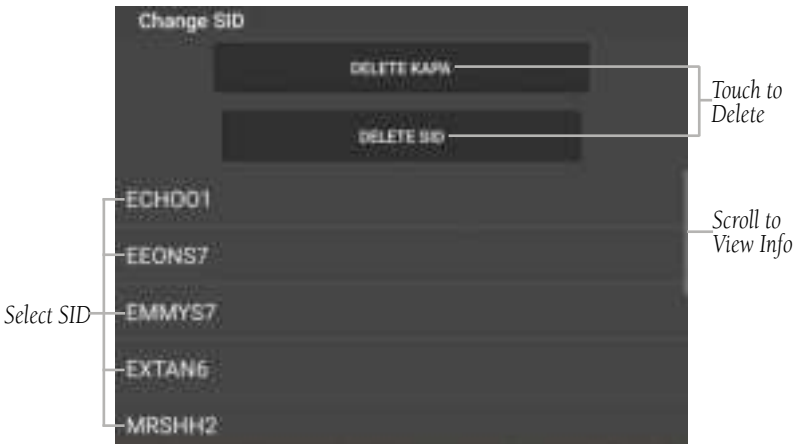 Change SID
DELETE KAPA
Touch to
Delete
DELETE SID
ECHO01
Scroll to
View Info
EEONS7
Select SID
EMMYS7
EXTAN6
MRSHH2